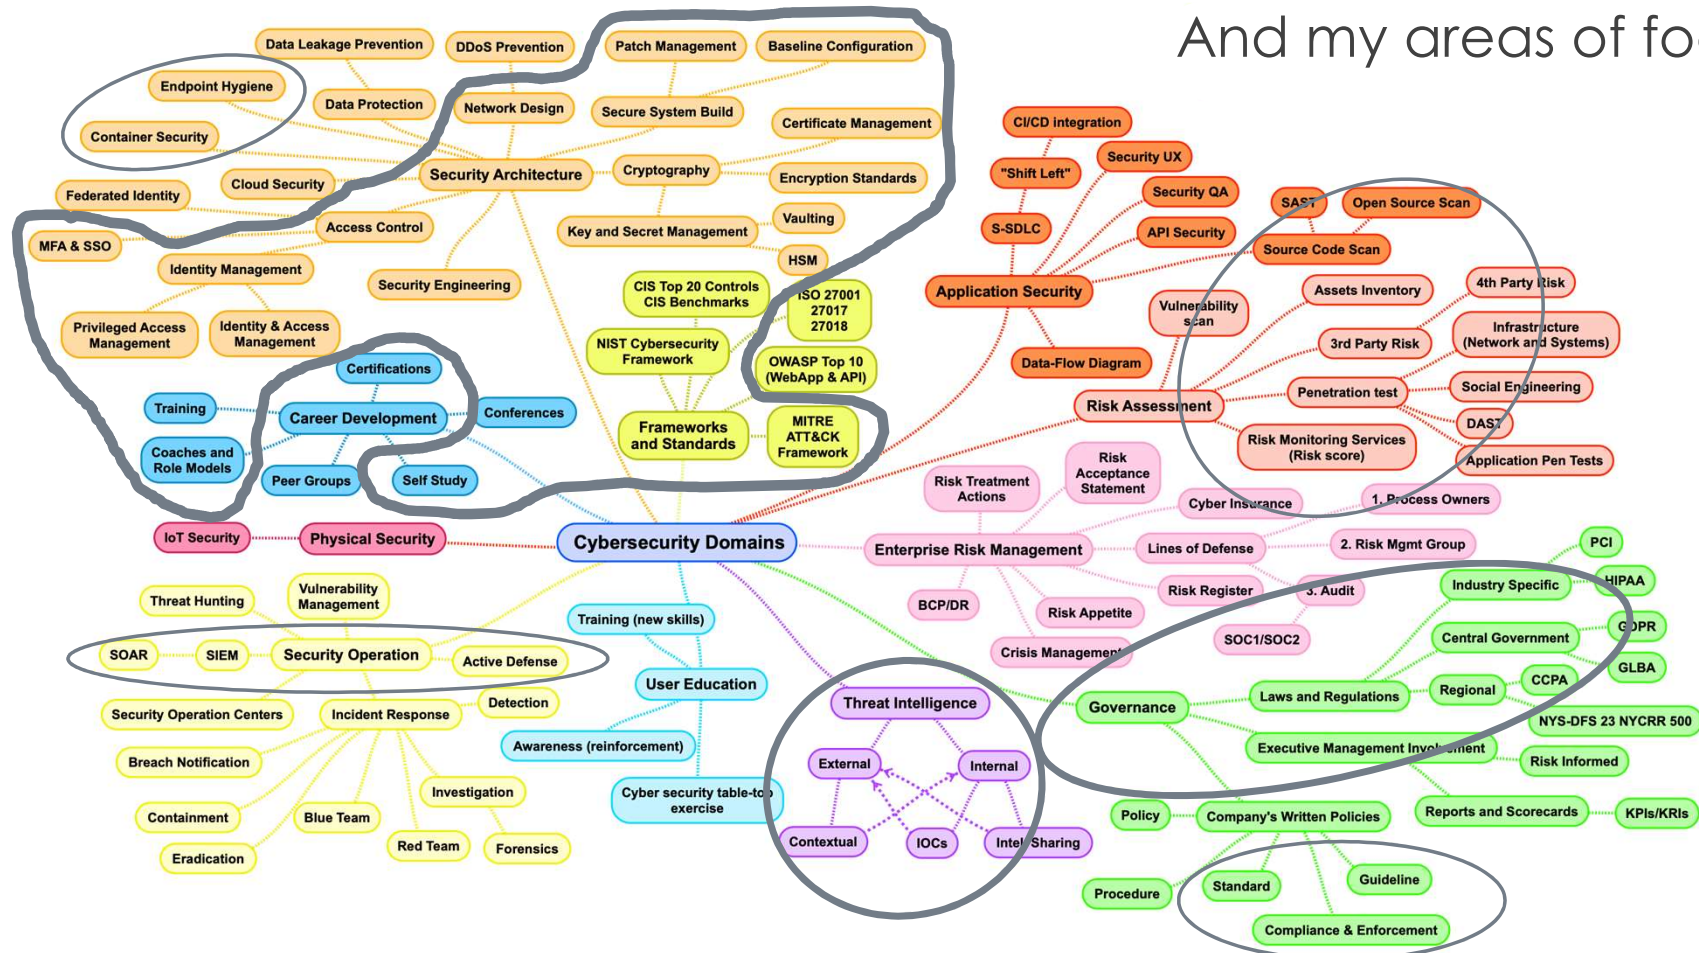 And my areas of fo
Data Leakage Prevention
DDoS Prevention
Patch Management
Baseline Configuration
Endpoint Hygiene
Data Protection
Network Design
Secure System Build
Container Security
Certificate Management
Security Architecture
Cryptography
Encryption Standards
Federated Identity
Cloud Security
Access Control
Key and Secret Management
Vaulting
HSM
MFA & SSO
Identity Management
Security Engineering
Privileged Access
Management
Identity & Access
Management
CIS Top 20 Controls
CIS Benchmarks
ISO 27001
27017
27018
NIST Cybersecurity
Framework
OWASP Top 10
(WebApp & API)
Frameworks
and Standards
MITRE
ATT&CK
Framework
Certifications
Training
Career Development
Conferences
Coaches and
Role Models
Peer Groups
Self Study
CI/CD integration
"Shift Left"
Security UX
Security QA
S-SDLC
API Security
SAST
Open Source Scan
Source Code Scan
Application Security
Data-Flow Diagram
Vulnerability
scan
Assets Inventory
4th Party Risk
3rd Party Risk
Infrastructure
(Network and Systems)
Risk Assessment
Penetration test
Social Engineering
DAST
Risk Monitoring Services
(Risk score)
Application Pen Tests
IoT Security
Physical Security
Cybersecurity Domains
Risk Treatment
Actions
Risk
Acceptance
Statement
Cyber Insurance
1. Process Owners
Enterprise Risk Management
Lines of Defense
2. Risk Mgmt Group
BCP/DR
Risk Appetite
Risk Register
3. Audit
Crisis Management
SOC1/SOC2
PCI
Industry Specific
HIPAA
Central Government
GDPR
GLBA
Governance
Laws and Regulations
Regional
CCPA
NYS-DFS 23 NYCRR 500
Executive Management Involvement
Risk Informed
Reports and Scorecards
KPIs/KRIs
Policy
Company's Written Policies
Procedure
Standard
Guideline
Compliance & Enforcement
Threat Hunting
Vulnerability
Management
SOAR
SIEM
Security Operation
Active Defense
Security Operation Centers
Incident Response
Detection
Breach Notification
Investigation
Containment
Blue Team
Eradication
Red Team
Forensics
Training (new skills)
User Education
Awareness (reinforcement)
Cyber security table-top
exercise
Threat Intelligence
External
Internal
Contextual
IOCs
Intel. Sharing